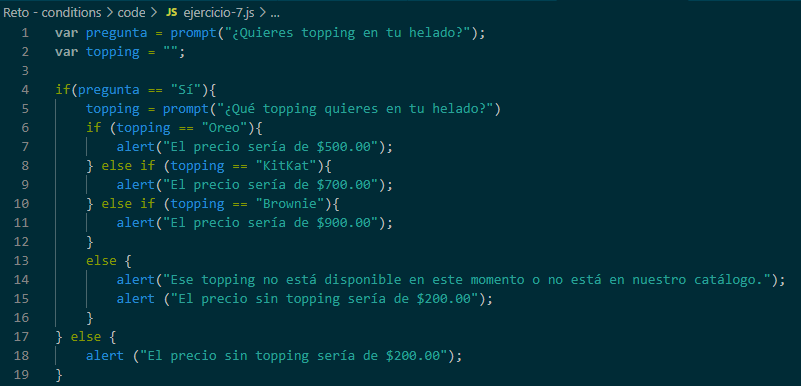 Reto - conditions > code > JS ejercicio-7.js > ...
1 var pregunta = prompt("¿Quieres topping en tu helado?");
2 var topping = "";
3
4 if(pregunta == "Sí"){
5 topping = prompt("¿Qué topping quieres en tu helado?")
6 if (topping == "Oreo"){
7 alert("El precio sería de $500.00");
8 } else if (topping == "KitKat"){
9 alert("El precio sería de $700.00");
10 } else if (topping == "Brownie"){
11 alert("El precio sería de $900.00");
12 }
13 else {
14 alert("Ese topping no está disponible en este momento o no está en nuestro catálogo.");
15 alert ("El precio sin topping sería de $200.00");
16 }
17 } else {
18 alert ("El precio sin topping sería de $200.00");
19 }